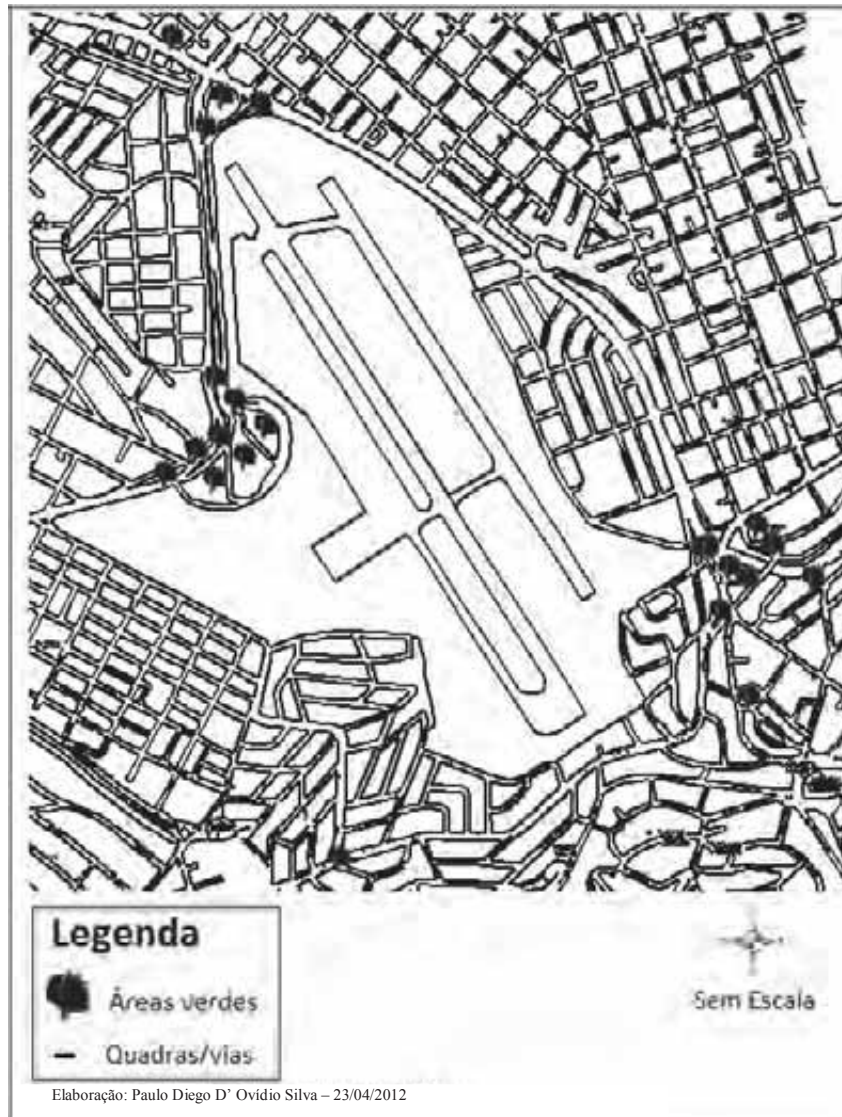 Legenda
Áreas verdes
Quadras/vias
Sem Escala
Elaboração: Paulo Diego D’ Ovídio Silva – 23/04/2012